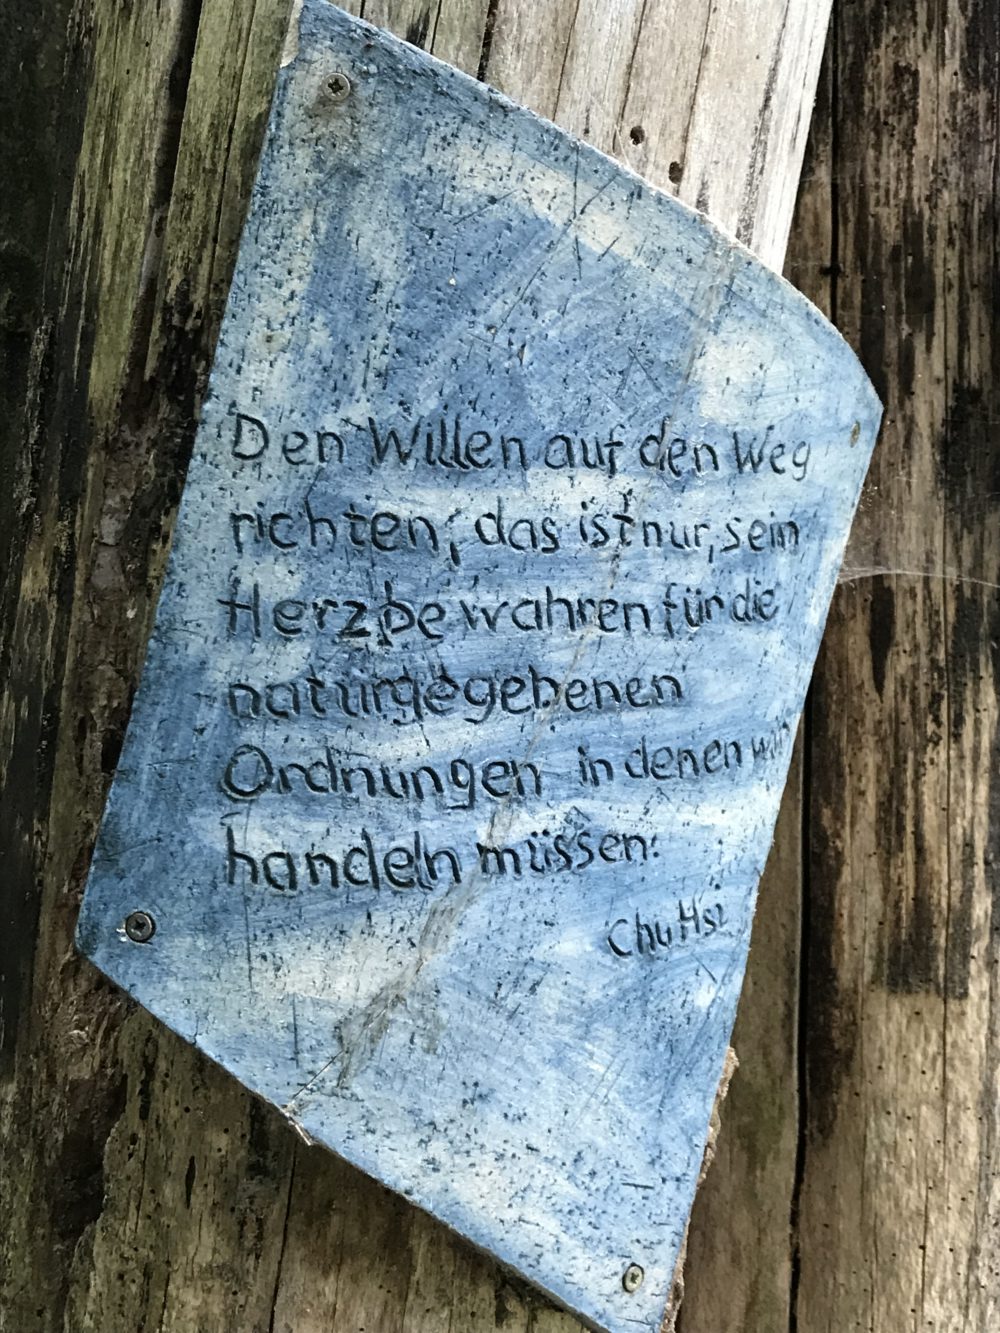 Den Willen auf den Weg
richten, das ist nur, sein
Herz bewahren für die
naturgegebenen
Ordnungen in denen wir
handeln müssen.
Chu Hsi